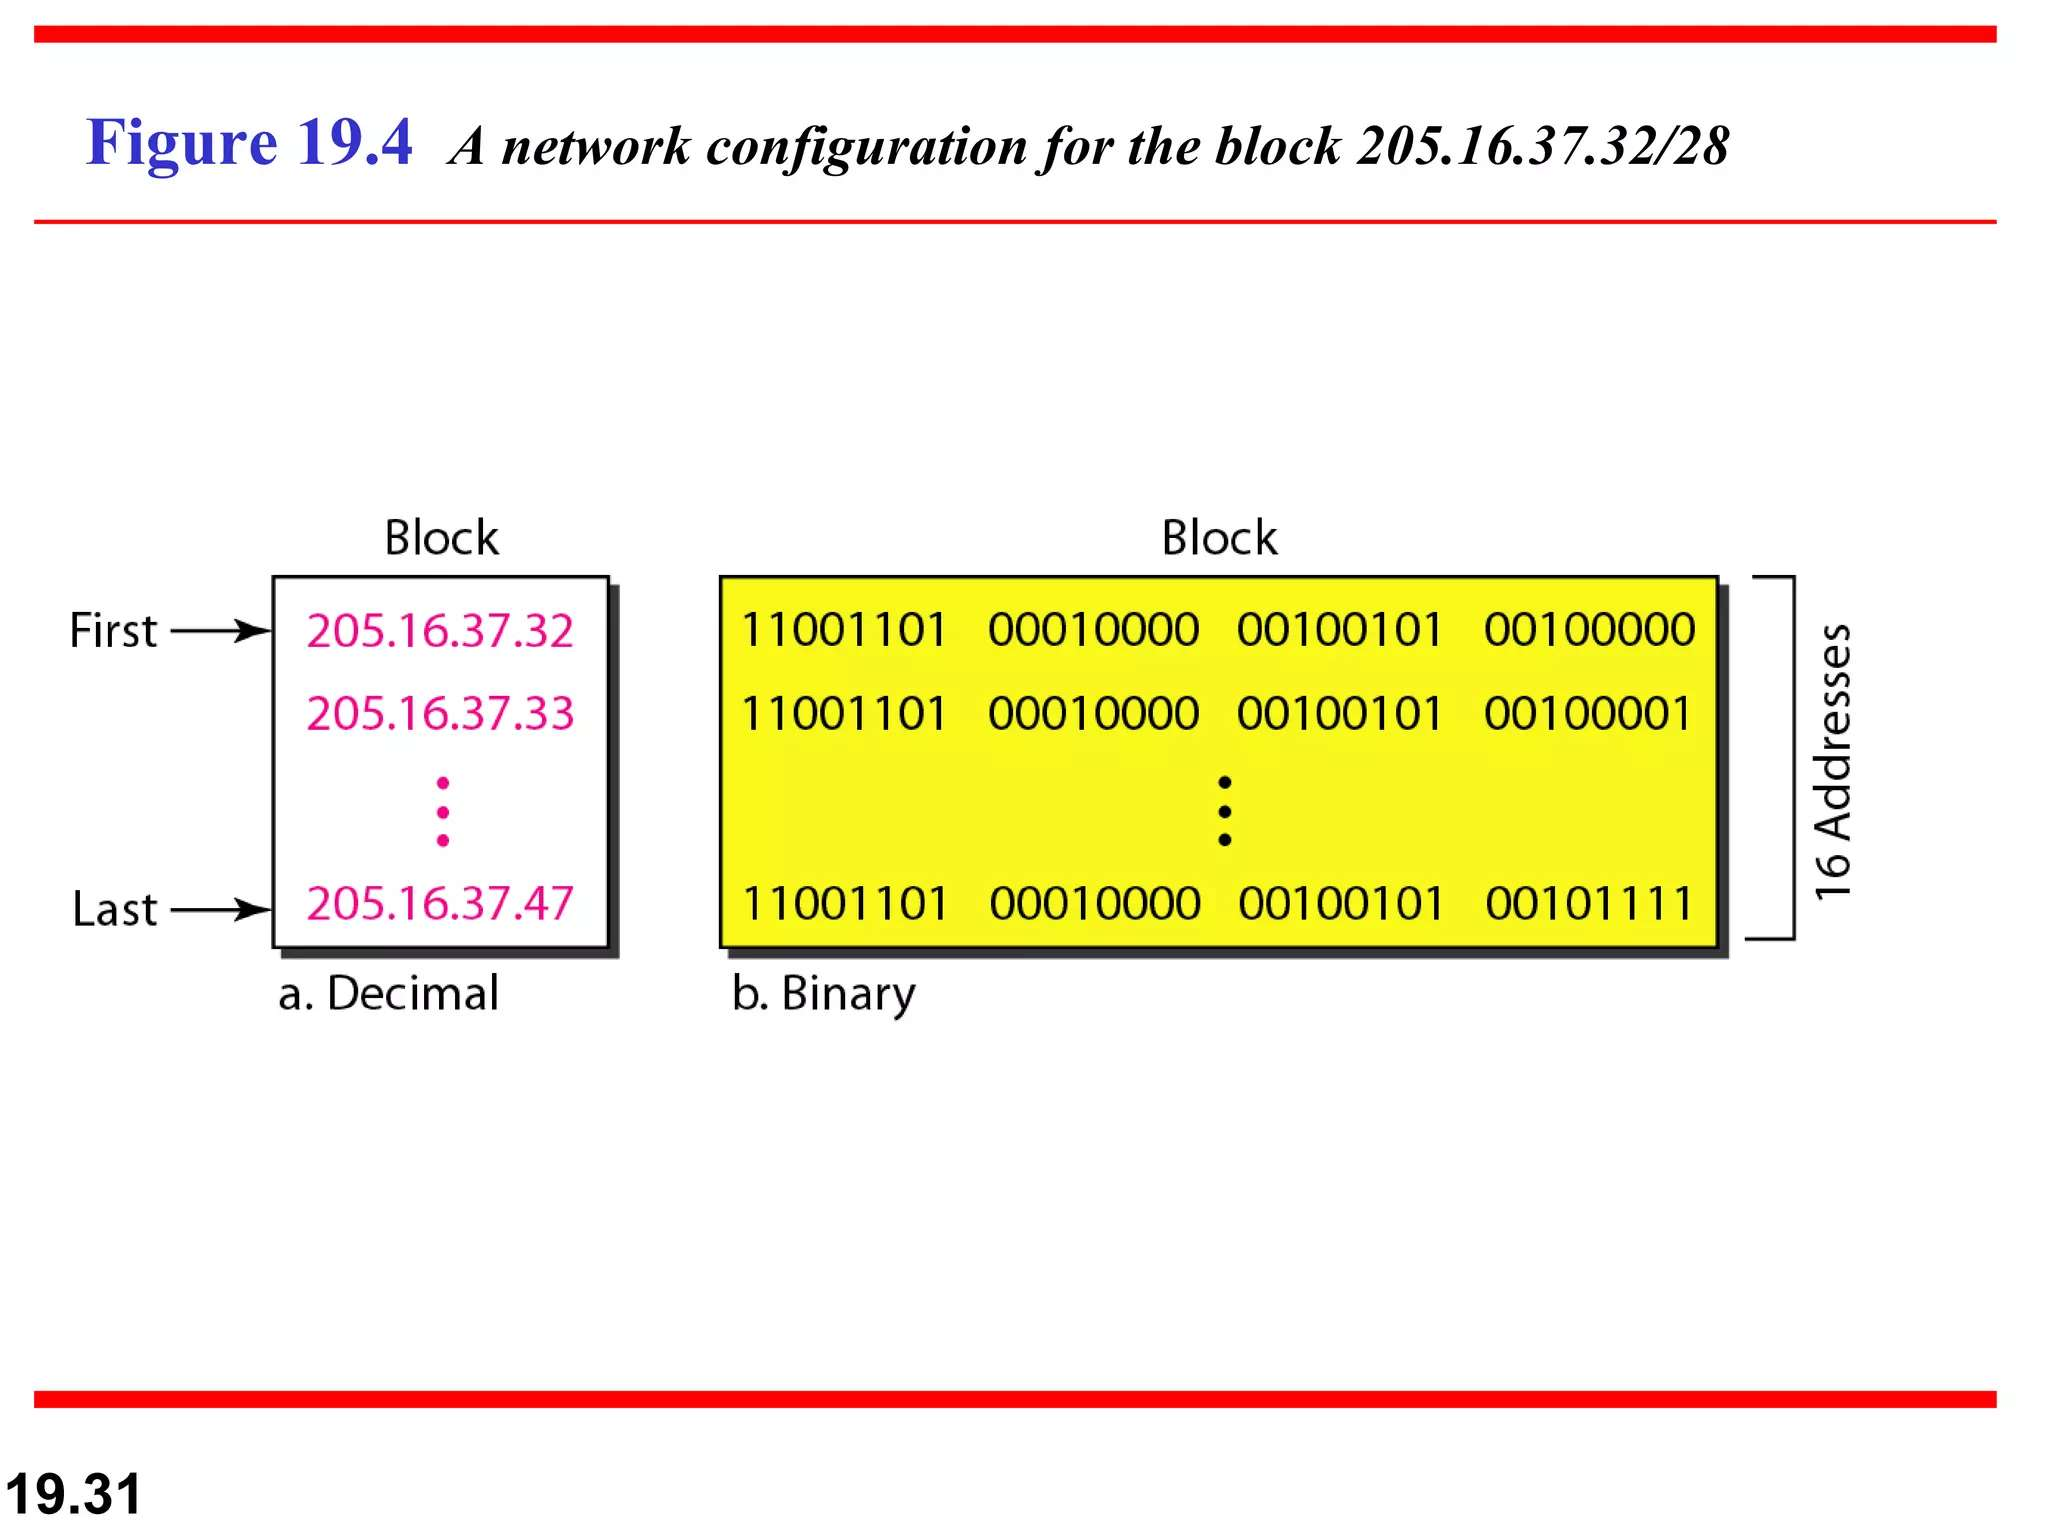 Figure 19.4 A network configuration for the block 205.16.37.32/28
Block
First
205.16.37.32
205.16.37.33
Last
205.16.37.47
a. Decimal
Block
11001101 00010000 00100101 00100000
11001101 00010000 00100101 00100001
11001101 00010000 00100101 00101111
b. Binary
16 Addresses
19.31